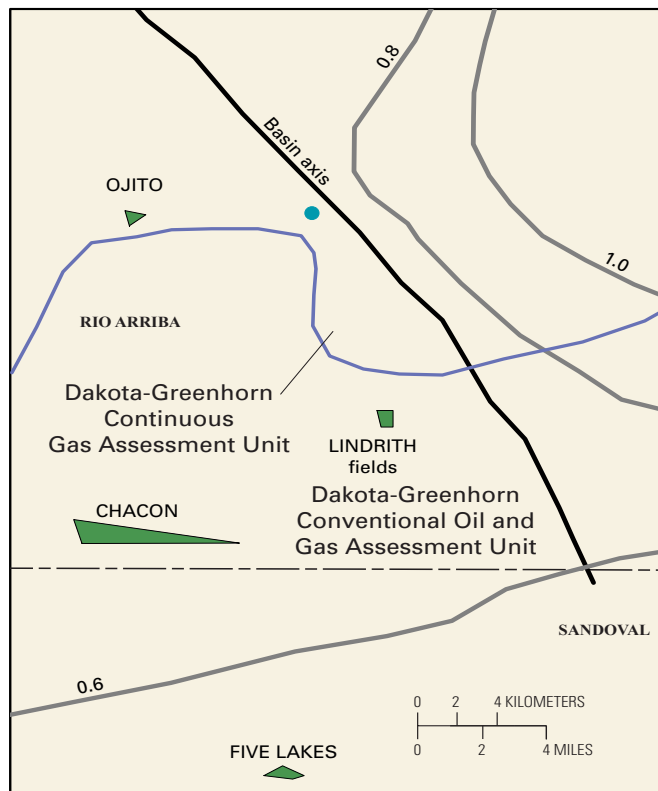 0.8
Basin axis
OJITO
1.0
RIO ARRIBA
Dakota-Greenhorn
Continuous
Gas Assessment Unit
LINDRITH
fields
CHACON
Dakota-Greenhorn
Conventional Oil and
Gas Assessment Unit
SANDOVAL
0.6
0 2 4 KILOMETERS
0 2 4 MILES
FIVE LAKES